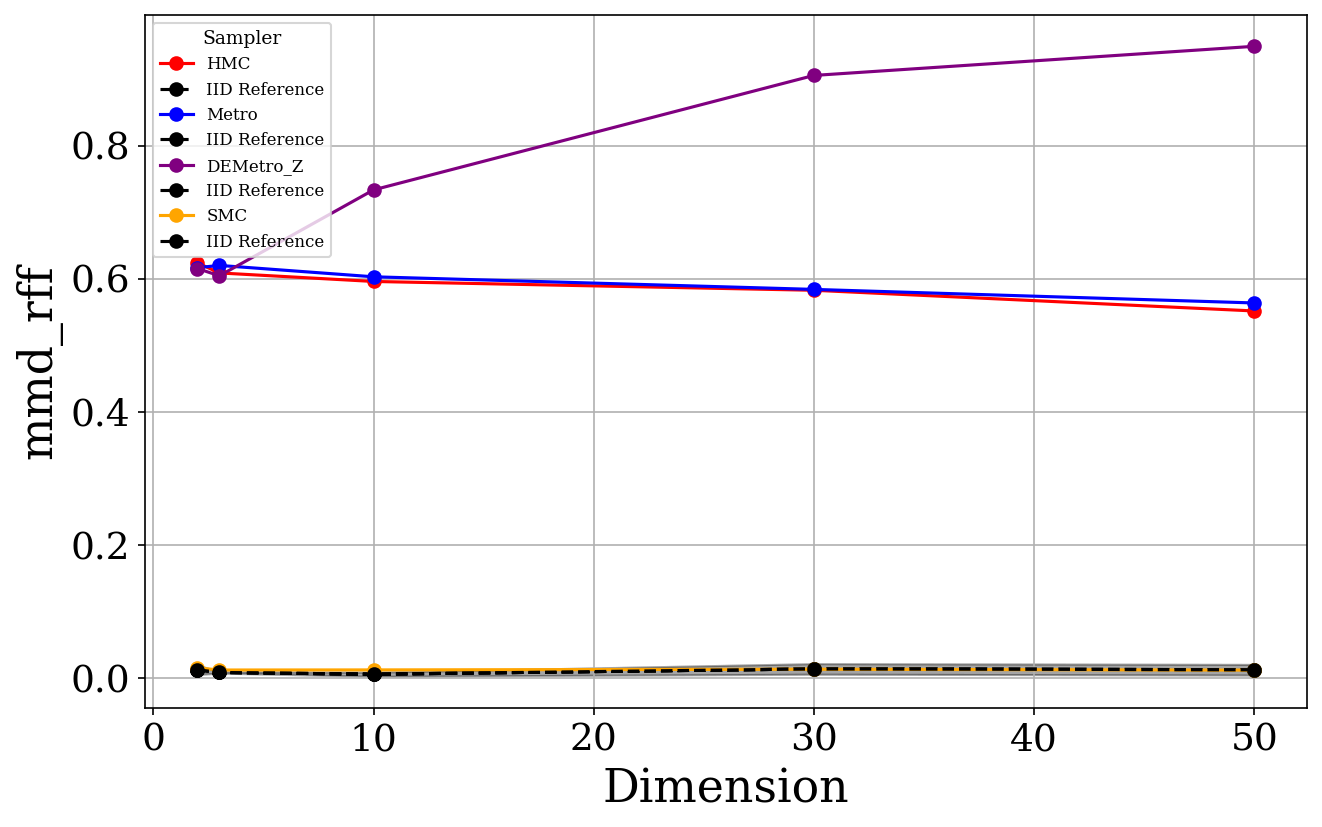 Sampler
HMC
IID Reference
Metro
IID Reference
DEMetro_Z
IID Reference
SMC
IID Reference
mmd_rff
0.8
0.6
0.4
0.2
0.0
0 10 20 30 40 50
Dimension